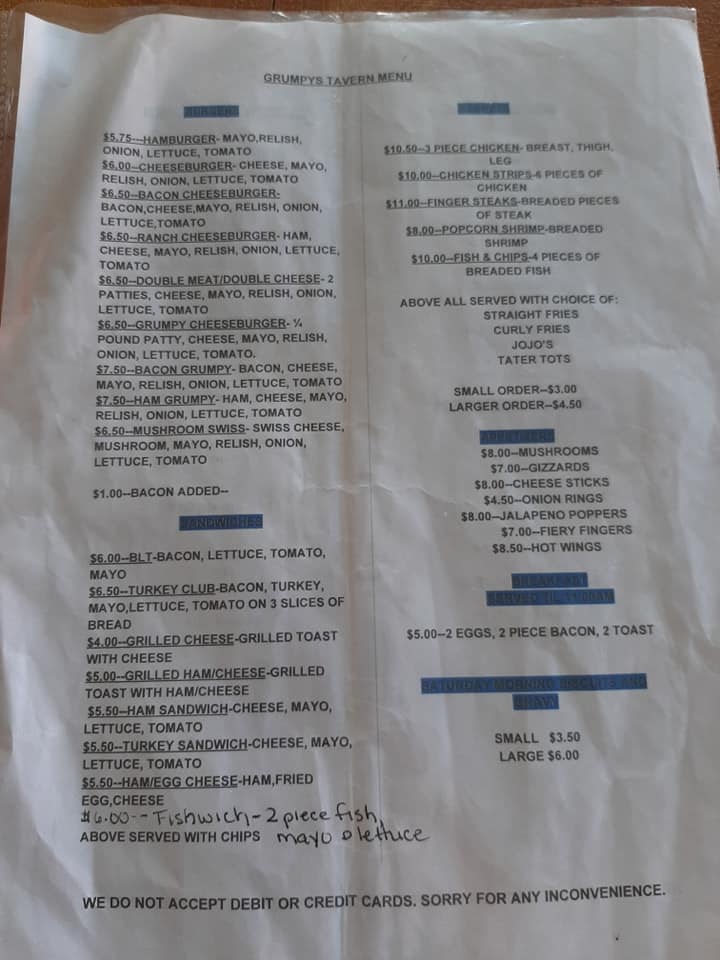 GRUMPYS TAVERN MENU
BURGERS
$5.75---HAMBURGER- MAYO,RELISH,
ONION, LETTUCE, TOMATO
$6.00--CHEESEBURGER- CHEESE, MAYO,
RELISH, ONION, LETTUCE, TOMATO
$6.50--BACON CHEESEBURGER-
BACON,CHEESE,MAYO, RELISH, ONION,
LETTUCE,TOMATO
$6.50--RANCH CHEESEBURGER- HAM,
CHEESE, MAYO, RELISH, ONION, LETTUCE,
TOMATO
$6.50--DOUBLE MEAT/DOUBLE CHEESE- 2
PATTIES, CHEESE, MAYO, RELISH, ONION,
LETTUCE, TOMATO
$6.50--GRUMPY CHEESEBURGER- ¼
POUND PATTY, CHEESE, MAYO, RELISH,
ONION, LETTUCE, TOMATO.
$7.50--BACON GRUMPY- BACON, CHEESE,
MAYO, RELISH, ONION, LETTUCE, TOMATO
$7.50--HAM GRUMPY- HAM, CHEESE, MAYO,
RELISH, ONION, LETTUCE, TOMATO
$6.50--MUSHROOM SWISS- SWISS CHEESE,
MUSHROOM, MAYO, RELISH, ONION,
LETTUCE, TOMATO
$1.00--BACON ADDED--
SANDWICHES
$6.00--BLT-BACON, LETTUCE, TOMATO,
MAYO
$6.50--TURKEY CLUB-BACON, TURKEY,
MAYO,LETTUCE, TOMATO ON 3 SLICES OF
BREAD
$4.00--GRILLED CHEESE-GRILLED TOAST
WITH CHEESE
$5.00--GRILLED HAM/CHEESE-GRILLED
TOAST WITH HAM/CHEESE
$5.50--HAM SANDWICH-CHEESE, MAYO,
LETTUCE, TOMATO
$5.50--TURKEY SANDWICH-CHEESE, MAYO,
LETTUCE, TOMATO
$5.50--HAM/EGG CHEESE-HAM,FRIED
EGG,CHEESE
$6.00-- Fishwich- 2 piece fish,
mayo & lettuce
ABOVE SERVED WITH CHIPS
$10.50--3 PIECE CHICKEN- BREAST, THIGH,
LEG
$10.00--CHICKEN STRIPS-4 PIECES OF
CHICKEN
$11.00--FINGER STEAKS-BREADED PIECES
OF STEAK
$8.00--POPCORN SHRIMP-BREADED
SHRIMP
$10.00--FISH & CHIPS-4 PIECES OF
BREADED FISH
ABOVE ALL SERVED WITH CHOICE OF:
STRAIGHT FRIES
CURLY FRIES
JOJO'S
TATER TOTS
SMALL ORDER--$3.00
LARGER ORDER--$4.50
APPETIZERS
$8.00--MUSHROOMS
$7.00--GIZZARDS
$8.00--CHEESE STICKS
$4.50--ONION RINGS
$8.00--JALAPENO POPPERS
$7.00--FIERY FINGERS
$8.50--HOT WINGS
BREAKFAST
$5.00--2 EGGS, 2 PIECE BACON, 2 TOAST
SATURDAY MORNING BISCUITS AND
GRAVY
SMALL $3.50
LARGE $6.00
WE DO NOT ACCEPT DEBIT OR CREDIT CARDS. SORRY FOR ANY INCONVENIENCE.